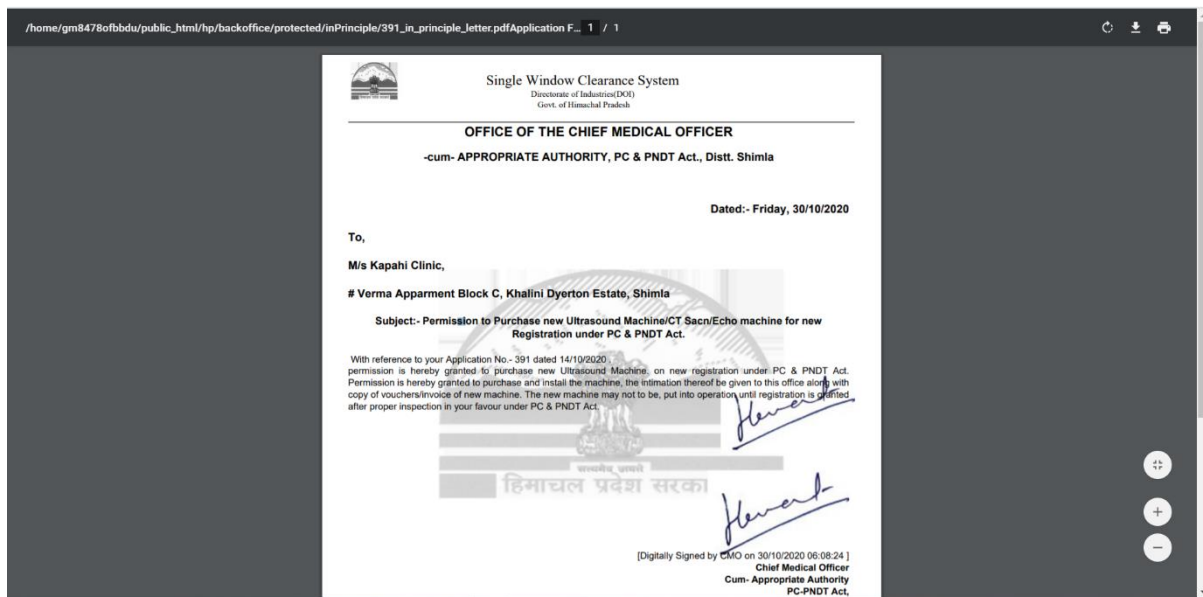 /home/gm8478ofbbdu/public_html/hp/backoffice/protected/inPrinciple/391_in_principle_letter.pdfApplication F... 1 / 1
Single Window Clearance System
Directorate of Industries(DOI)
Govt. of Himachal Pradesh
OFFICE OF THE CHIEF MEDICAL OFFICER
-cum- APPROPRIATE AUTHORITY, PC & PNDT Act., Distt. Shimla
Dated:- Friday, 30/10/2020
To,
M/s Kapahi Clinic,
# Verma Apparment Block C, Khalini Dyerton Estate, Shimla
Subject:- Permission to Purchase new Ultrasound Machine/CT Sacn/Echo machine for new
Registration under PC & PNDT Act.
With reference to your Application No.- 391 dated 14/10/2020 ,
permission is hereby granted to purchase new Ultrasound Machine, on new registration under PC & PNDT Act.
Permission is hereby granted to purchase and install the machine, the intimation thereof be given to this office along with
copy of vouchers/invoice of new machine. The new machine may not to be, put into operation until registration is granted
after proper inspection in your favour under PC & PNDT Act.
सत्यमेव जयते
हिमाचल प्रदेश सरका
[Digitally Signed by CMO on 30/10/2020 06:08:24 ]
Chief Medical Officer
Cum- Appropriate Authority
PC-PNDT Act,